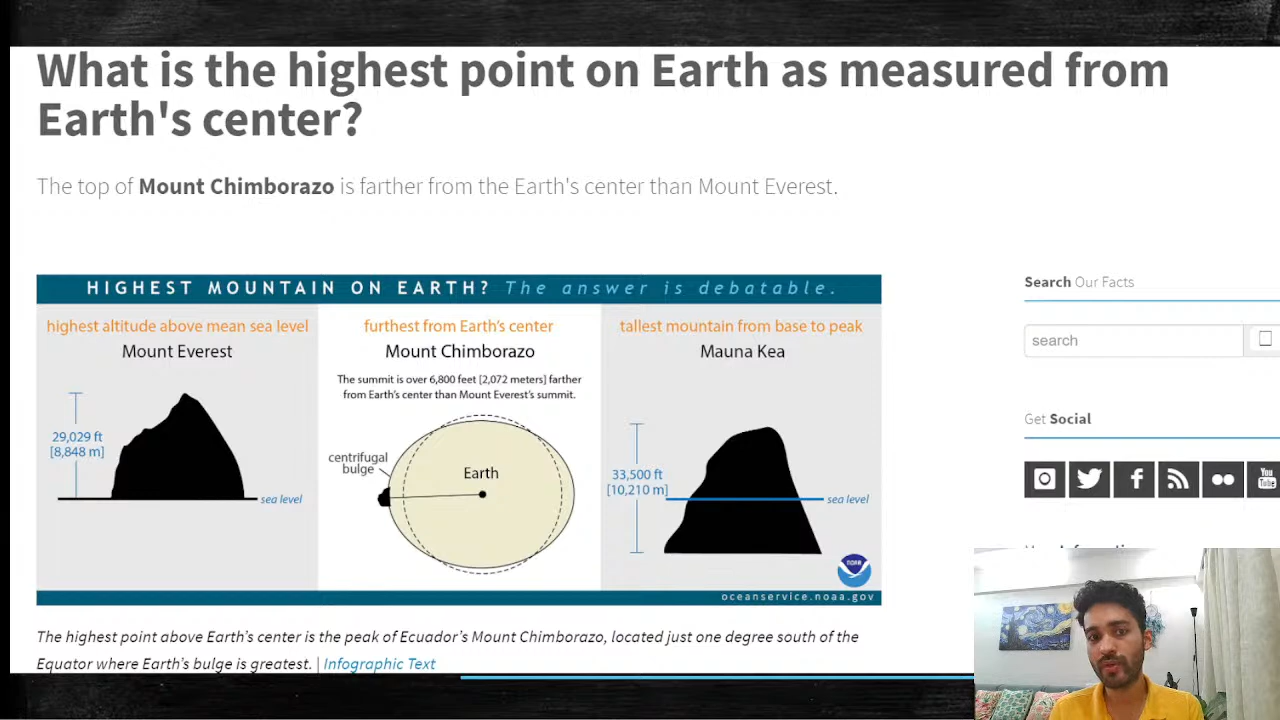 What is the highest point on Earth as measured from
Earth's center?
The top of Mount Chimborazo is farther from the Earth's center than Mount Everest.
HIGHEST MOUNTAIN ON EARTH? The answer is debatable.
highest altitude above mean sea level
Mount Everest
29,029 ft
[8,848 m]
sea level
furthest from Earth's center
Mount Chimborazo
The summit is over 6,800 feet [2,072 meters] farther
from Earth's center than Mount Everest's summit.
centrifugal
bulge
Earth
tallest mountain from base to peak
Mauna Kea
33,500 ft
[10,210 m]
sea level
NOAA
oceanservice.noaa.gov
The highest point above Earth's center is the peak of Ecuador's Mount Chimborazo, located just one degree south of the
Equator where Earth's bulge is greatest. | Infographic Text
Search Our Facts
search
Get Social
You
Tube